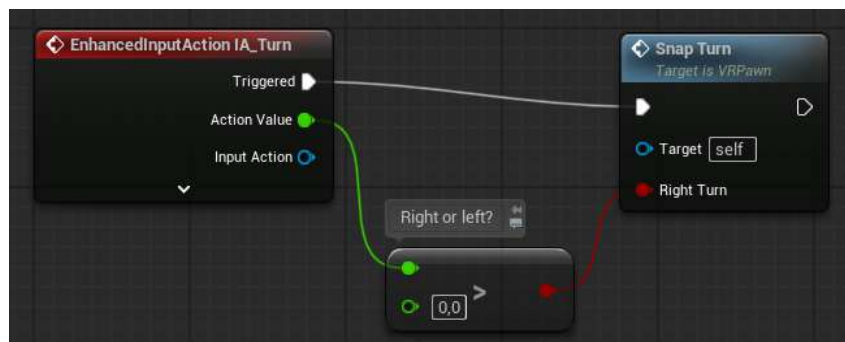 EnhancedInputAction IA_Turn
Triggered
Action Value
Input Action
Snap Turn
Target is VRPawn
Target self
Right Turn
Right or left?
>
0,0